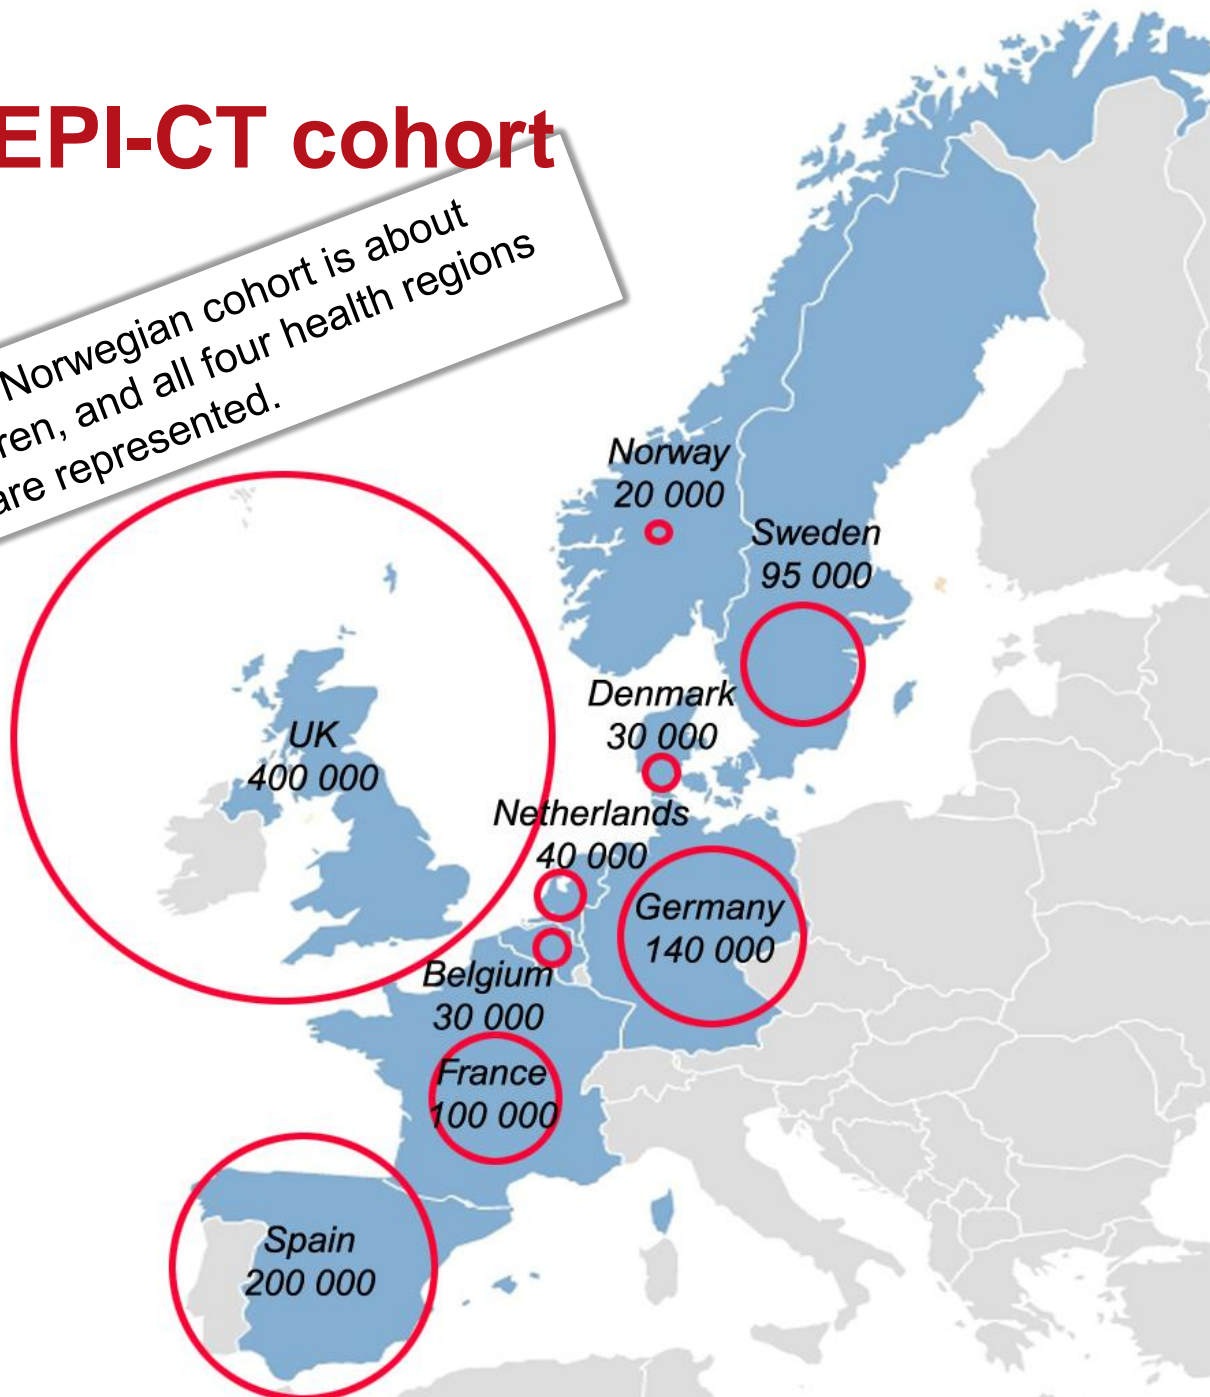 EPI-CT cohort
Norwegian cohort is about
ren, and all four health regions
are represented.
Norway
20 000
Sweden
95 000
Denmark
30 000
UK
400 000
Netherlands
40 000
Germany
140 000
Belgium
30 000
France
100 000
Spain
200 000